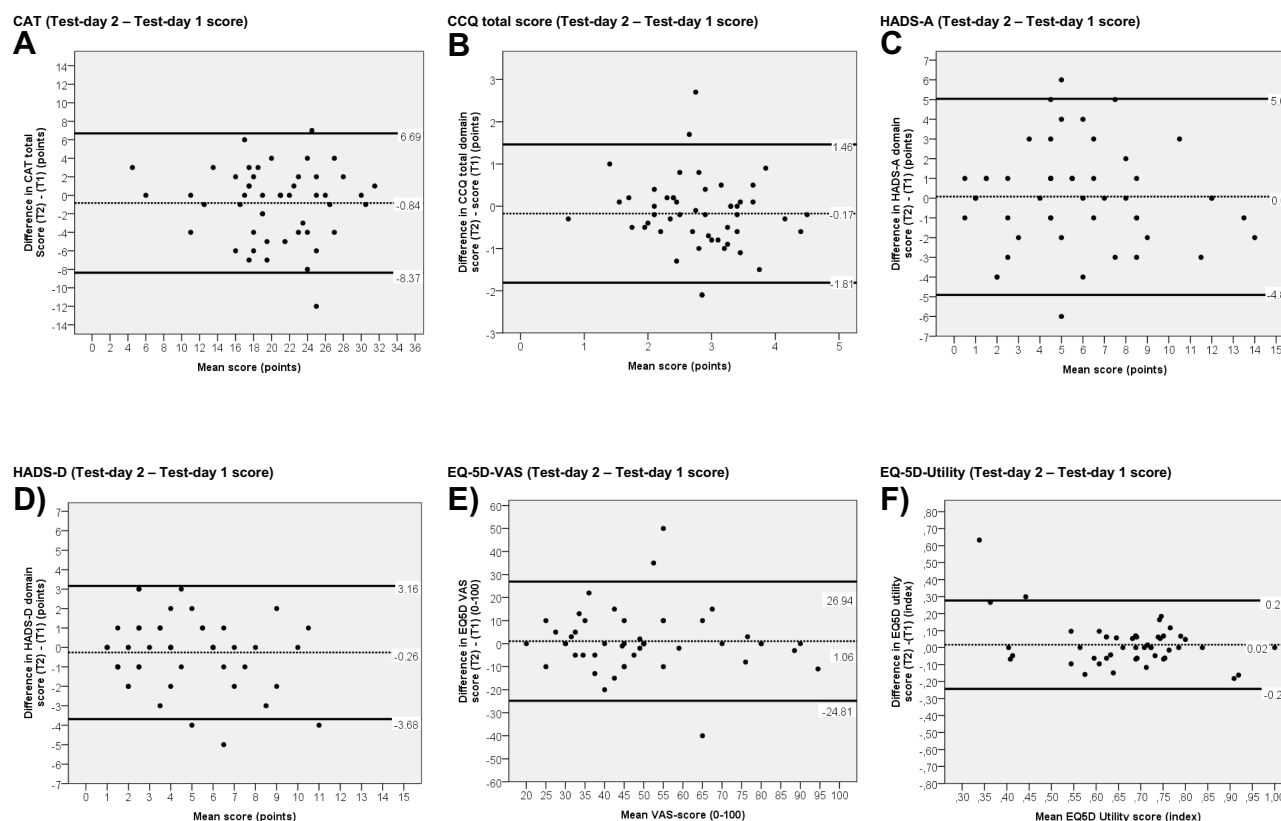 CAT (Test-day 2 – Test-day 1 score)
A
Difference in CAT total
Score (T2) - (T1) (points)
14
12
10
8
6
4
2
0
-2
-4
-6
-8
-10
-12
-14
6.69
-0.84
-8.37
0 2 4 6 8 10 12 14 16 18 20 22 24 26 28 30 32 34 36
Mean score (points)
CCQ total score (Test-day 2 – Test-day 1 score)
B
Difference in CCQ total domain
score (T2) - score (T1) (points)
3
2
1
0
-1
-2
-3
1.46
-0.17
-1.81
0 1 2 3 4 5
Mean score (points)
HADS-A (Test-day 2 – Test-day 1 score)
C
Difference in HADS-A domain
score (T2) - (T1) (points)
7
6
5
4
3
2
1
0
-1
-2
-3
-4
-5
-6
-7
0 1 2 3 4 5 6 7 8 9 10 11 12 13 14 15
Mean score (points)
HADS-D (Test-day 2 – Test-day 1 score)
D)
Difference in HADS-D domain
score (T2) - (T1) (points)
7
6
5
4
3
2
1
0
-1
-2
-3
-4
-5
-6
-7
3.16
-0.26
-3.68
0 1 2 3 4 5 6 7 8 9 10 11 12 13 14 15
Mean score (points)
EQ-5D-VAS (Test-day 2 – Test-day 1 score)
E)
Difference in EQ5D VAS
score (T2) - (T1) (0-100)
60
50
40
30
20
10
0
-10
-20
-30
-40
-50
-60
26.94
1.06
-24.81
20 25 30 35 40 45 50 55 60 65 70 75 80 85 90 95 100
Mean VAS-score (0-100)
EQ-5D-Utility (Test-day 2 – Test-day 1 score)
F)
Difference in EQ5D utility
score (T2) -(T1) (index)
,80
,70
,60
,50
,40
,30
,20
,10
,00
-,10
-,20
-,30
-,40
-,50
-,60
-,70
-,80
0.02
,30 ,35 ,40 ,45 ,50 ,55 ,60 ,65 ,70 ,75 ,80 ,85 ,90 ,95 1,00
Mean EQ5D Utility score (index)